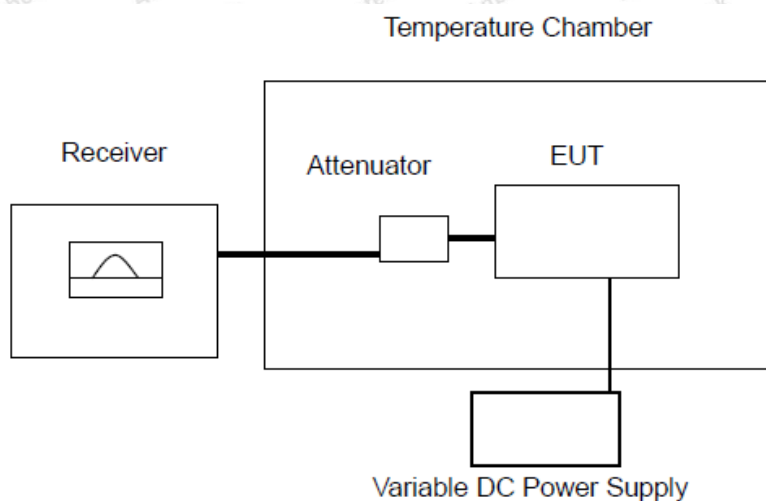 Temperature Chamber
Receiver
Attenuator
EUT
Variable DC Power Supply